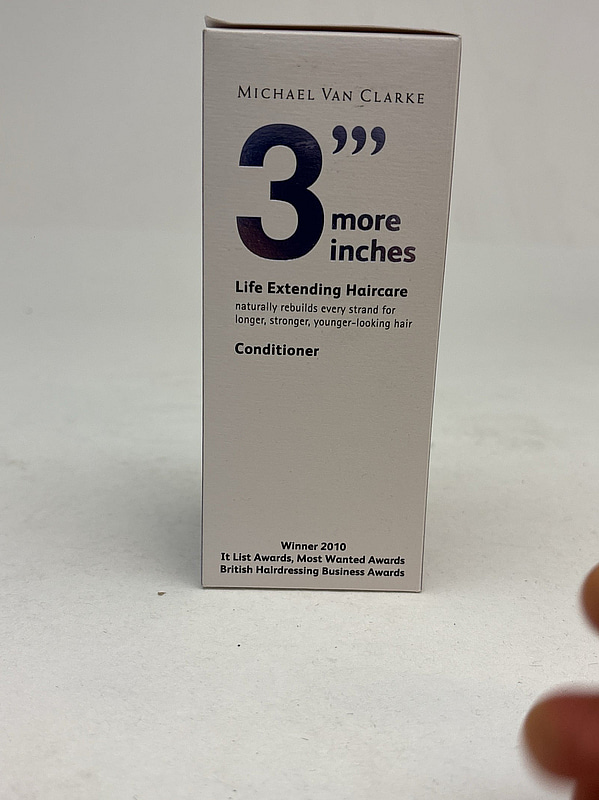 MICHAEL VAN CLARKE
3’’’
more
inches
Life Extending Haircare
naturally rebuilds every strand for
longer, stronger, younger-looking hair
Conditioner
Winner 2010
It List Awards, Most Wanted Awards
British Hairdressing Business Awards